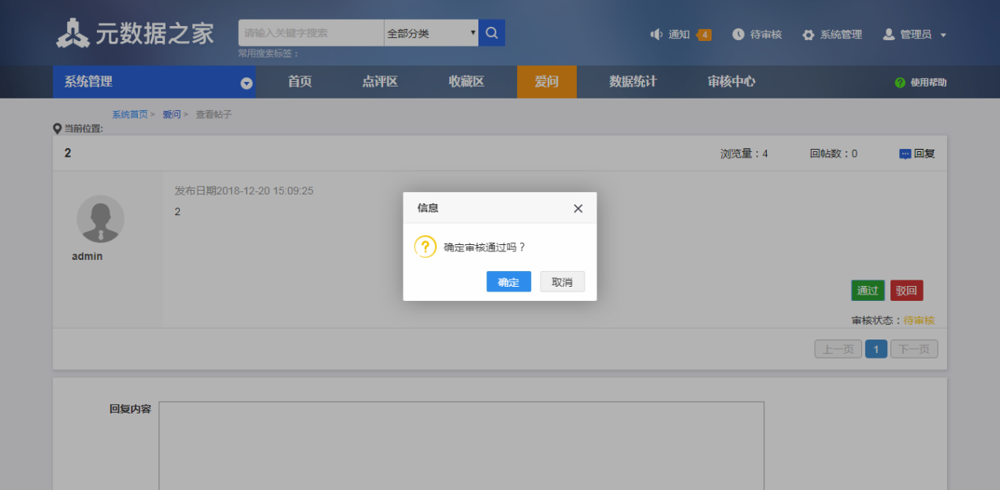 元数据之家
请输入关键字搜索 全部分类
常用搜索标签：
通知 4 待审核 系统管理 管理员
系统管理 首页 点评区 收藏区 爱问 数据统计 审核中心 ? 使用帮助
系统首页 > 爱问 > 查看帖子
当前位置:
2 浏览量：4 回帖数：0 回复
发布日期2018-12-20 15:09:25
2
admin
信息
? 确定审核通过吗？
确定 取消
通过 驳回
审核状态：待审核
上一页 1 下一页
回复内容